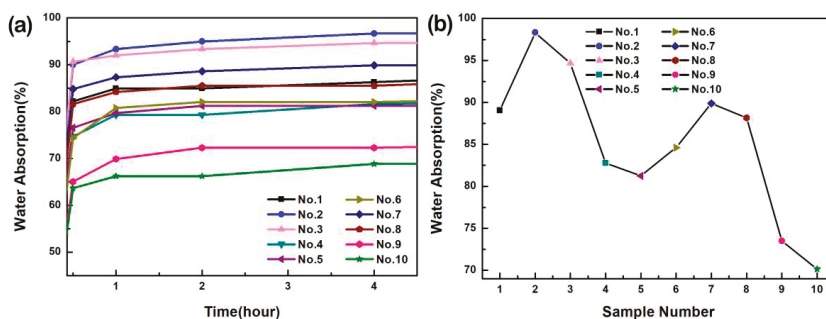 (a)
Water Absorption(%)
100
90
80
70
60
50
1
2
3
4
Time(hour)
No.1
No.2
No.3
No.4
No.5
No.6
No.7
No.8
No.9
No.10
(b)
Water Absorption(%)
100
95
90
85
80
75
70
1
2
3
4
5
6
7
8
9
10
Sample Number
No.1
No.2
No.3
No.4
No.5
No.6
No.7
No.8
No.9
No.10